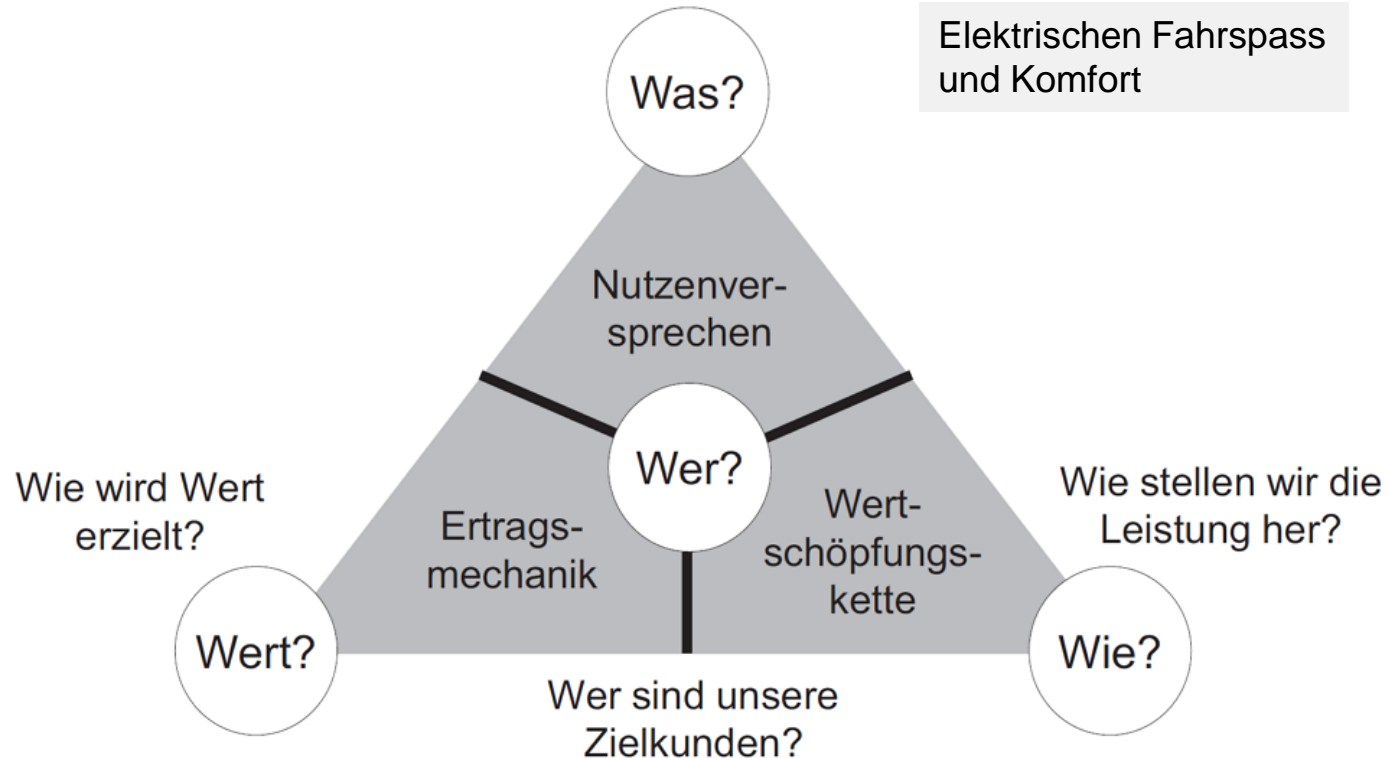 Elektrischen Fahrspass
und Komfort
Was?
Nutzenver-
sprechen
Wer?
Wie wird Wert
erzielt?
Ertrags-
mechanik
Wert-
schöpfungs-
kette
Wie stellen wir die
Leistung her?
Wert?
Wie?
Wer sind unsere
Zielkunden?